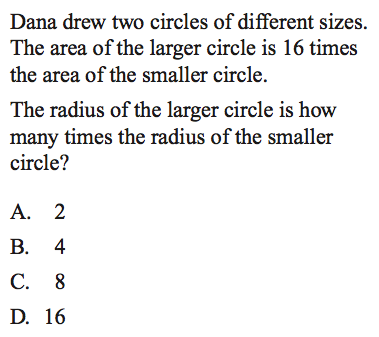 Dana drew two circles of different sizes.
The area of the larger circle is 16 times
the area of the smaller circle.
The radius of the larger circle is how
many times the radius of the smaller
circle?
A. 2
B. 4
C. 8
D. 16